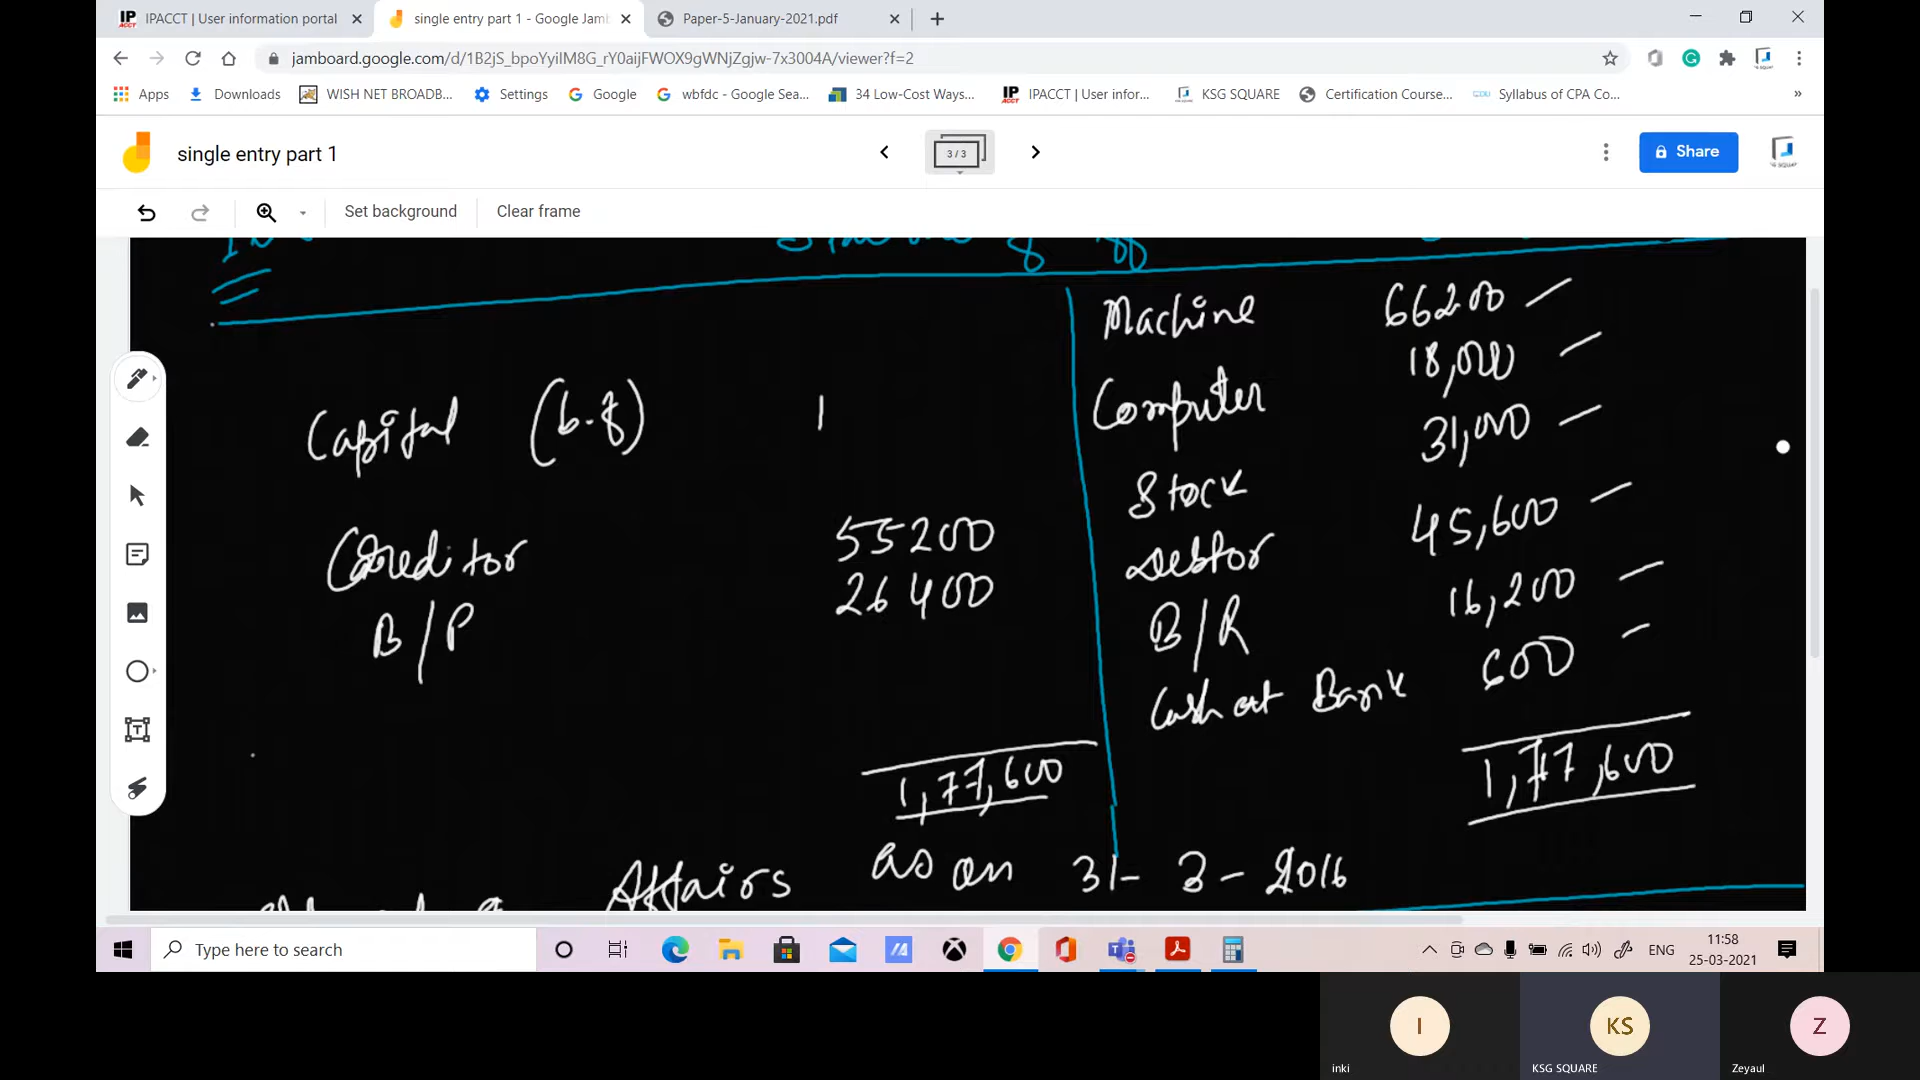 IPACCT | User information portal
single entry part 1 - Google Jamb
Paper-5-January-2021.pdf
jamboard.google.com/d/1B2jS_bpoYyiIM8G_rY0aijFWOX9gWNjZgjw-7x3004A/viewer?f=2
Apps Downloads WISH NET BROADB... Settings Google wbfdc - Google Sea... 34 Low-Cost Ways... IPACCT | User infor... KSG SQUARE Certification Course... Syllabus of CPA Co...
single entry part 1
3 / 3
Share
Set background Clear frame
Machine 66200
Computer 18,000
Stock 31,000
Debtor 45,600
B/R 16,200
Cash at Bank 600
1,77,600
Capital (b.f) 1
Creditor 55200
B/P 26400
1,77,600
Affairs as on 31-3-2016
Type here to search
ENG
11:58
25-03-2021
I
inki
KS
KSG SQUARE
Z
Zeyaul